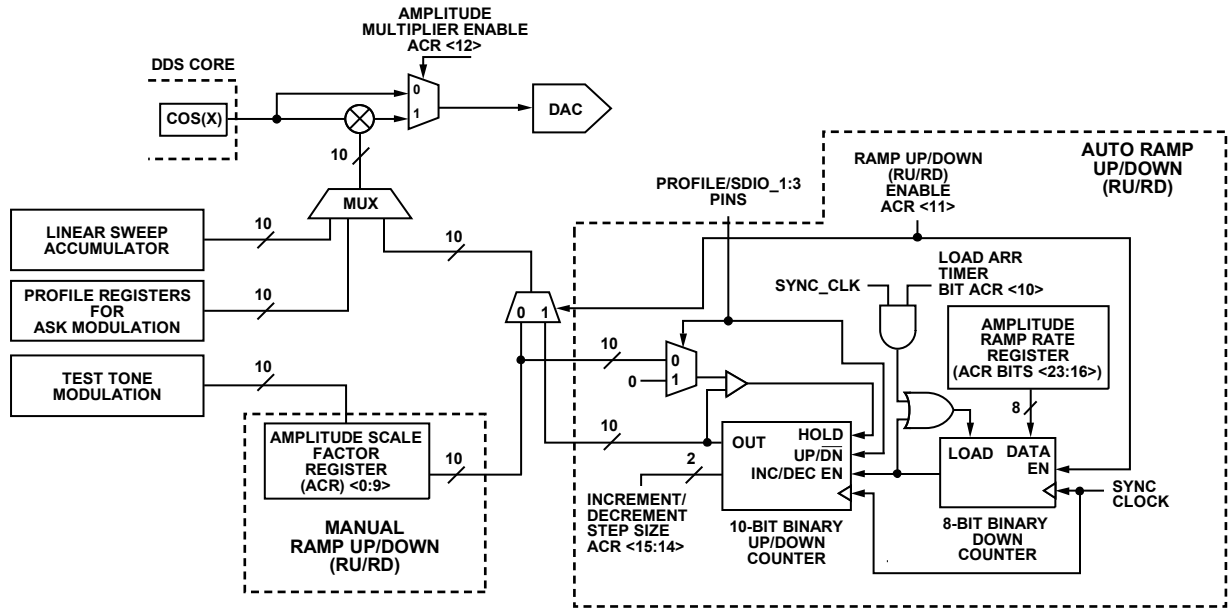 AMPLITUDE
MULTIPLIER ENABLE
ACR <12>
DDS CORE
COS(X)
0
1
DAC
10
MUX
LINEAR SWEEP
ACCUMULATOR
10
10
PROFILE REGISTERS
FOR
ASK MODULATION
10
TEST TONE
MODULATION
10
AMPLITUDE SCALE
FACTOR
REGISTER
(ACR) <0:9>
10
MANUAL
RAMP UP/DOWN
(RU/RD)
0 1
PROFILE/SDIO_1:3
PINS
RAMP UP/DOWN
(RU/RD)
ENABLE
ACR <11>
AUTO RAMP
UP/DOWN
(RU/RD)
SYNC_CLK
LOAD ARR
TIMER
BIT ACR <10>
AMPLITUDE
RAMP RATE
REGISTER
(ACR BITS <23:16>)
8
10
0
0
1
10
OUT
HOLD
UP/DN
INC/DEC EN
2
INCREMENT/
DECREMENT
STEP SIZE
ACR <15:14>
10-BIT BINARY
UP/DOWN
COUNTER
LOAD
DATA
EN
SYNC
CLOCK
8-BIT BINARY
DOWN
COUNTER